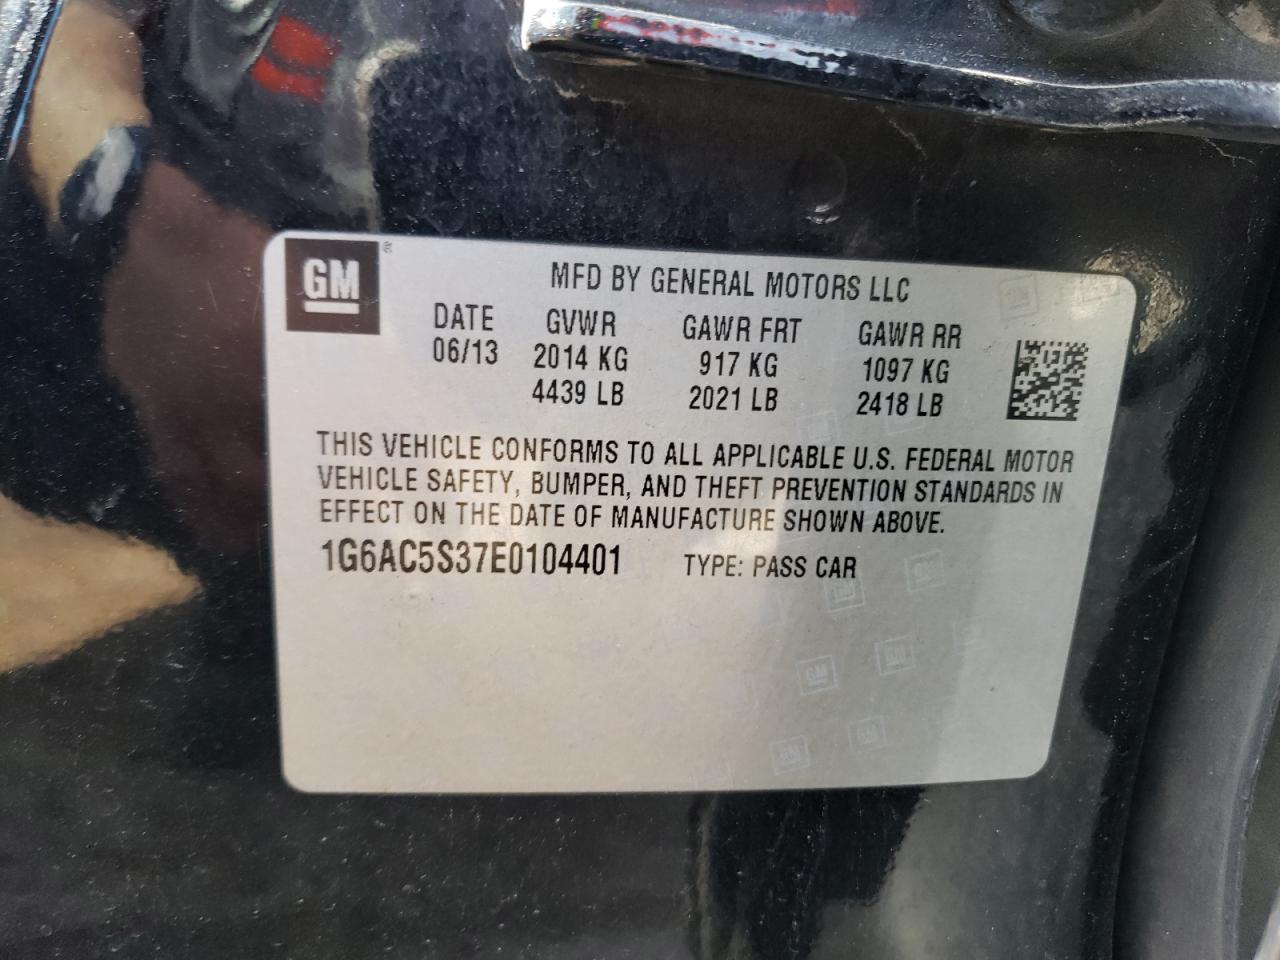 GM ®
MFD BY GENERAL MOTORS LLC
DATE GVWR GAWR FRT GAWR RR
06/13 2014 KG 917 KG 1097 KG
4439 LB 2021 LB 2418 LB
THIS VEHICLE CONFORMS TO ALL APPLICABLE U.S. FEDERAL MOTOR
VEHICLE SAFETY, BUMPER, AND THEFT PREVENTION STANDARDS IN
EFFECT ON THE DATE OF MANUFACTURE SHOWN ABOVE.
1G6AC5S37E0104401 TYPE: PASS CAR